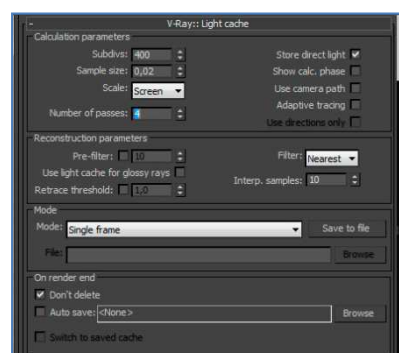 - V-Ray:: Light cache
Calculation parameters
Subdivs: 400 Store direct light
Sample size: 0,02 Show calc. phase
Scale: Screen Use camera path
Adaptive tracing
Number of passes: 4 Use directions only
Reconstruction parameters
Pre-filter: 10 Filter: Nearest
Use light cache for glossy rays
Retrace threshold: 1,0 Interp. samples: 10
Mode
Mode: Single frame Save to file
File: Browse
On render end
Don't delete
Auto save: <None> Browse
Switch to saved cache